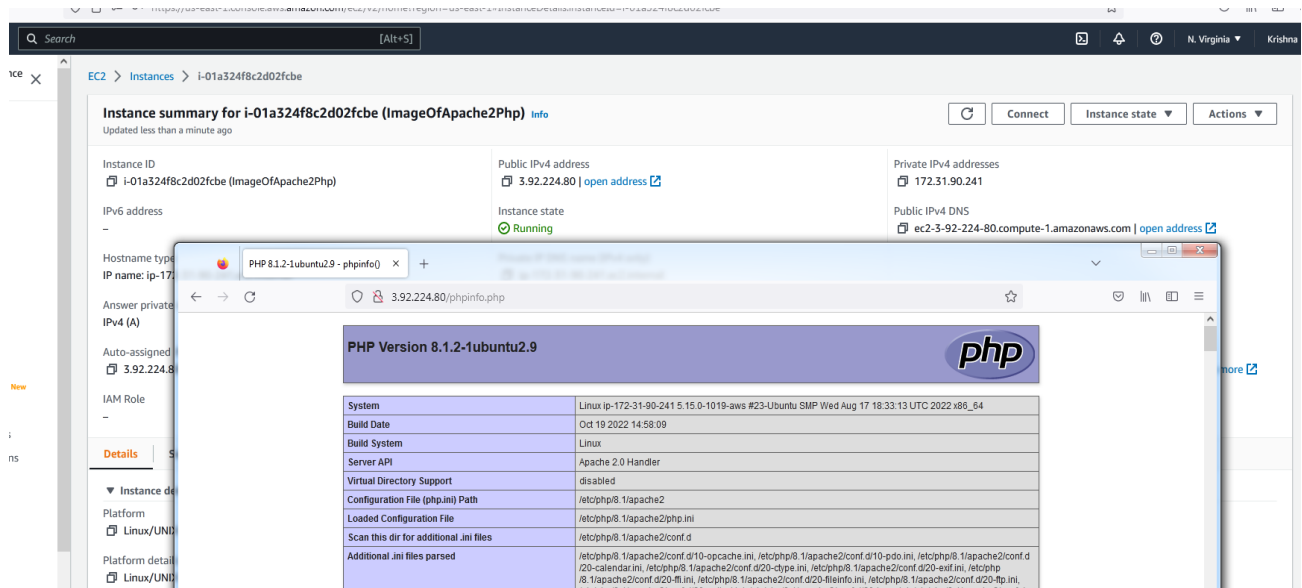 Search [Alt+S] N. Virginia ▼ Krishna
EC2 > Instances > i-01a324f8c2d02fcbe
Instance summary for i-01a324f8c2d02fcbe (ImageOfApache2Php) Info
Updated less than a minute ago
Connect Instance state ▼ Actions ▼
Instance ID
i-01a324f8c2d02fcbe (ImageOfApache2Php)
Public IPv4 address
3.92.224.80 | open address
Private IPv4 addresses
172.31.90.241
IPv6 address
–
Instance state
Running
Public IPv4 DNS
ec2-3-92-224-80.compute-1.amazonaws.com | open address
Hostname type
IP name: ip-17
Answer private
IPv4 (A)
Auto-assigned
3.92.224.8
more
New
IAM Role
–
Details
▼ Instance de
Platform
Linux/UNI
Platform detail
Linux/UNI
PHP 8.1.2-1ubuntu2.9 - phpinfo() × +
3.92.224.80/phpinfo.php
PHP Version 8.1.2-1ubuntu2.9
php
System Linux ip-172-31-90-241 5.15.0-1019-aws #23-Ubuntu SMP Wed Aug 17 18:33:13 UTC 2022 x86_64
Build Date Oct 19 2022 14:58:09
Build System Linux
Server API Apache 2.0 Handler
Virtual Directory Support disabled
Configuration File (php.ini) Path /etc/php/8.1/apache2
Loaded Configuration File /etc/php/8.1/apache2/php.ini
Scan this dir for additional .ini files /etc/php/8.1/apache2/conf.d
Additional .ini files parsed /etc/php/8.1/apache2/conf.d/10-opcache.ini, /etc/php/8.1/apache2/conf.d/10-pdo.ini, /etc/php/8.1/apache2/conf.d
/20-calendar.ini, /etc/php/8.1/apache2/conf.d/20-ctype.ini, /etc/php/8.1/apache2/conf.d/20-exif.ini, /etc/php
/8.1/apache2/conf.d/20-ffi.ini, /etc/php/8.1/apache2/conf.d/20-fileinfo.ini, /etc/php/8.1/apache2/conf.d/20-ftp.ini,